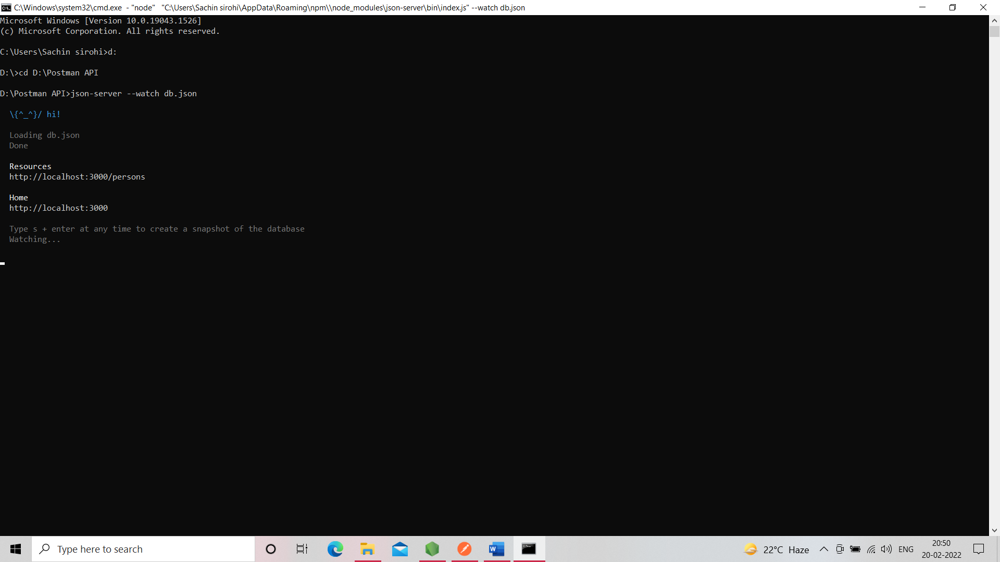 C:\Windows\system32\cmd.exe - "node" "C:\Users\Sachin sirohi\AppData\Roaming\npm\\node_modules\json-server\bin\index.js" --watch db.json
Microsoft Windows [Version 10.0.19043.1526]
(c) Microsoft Corporation. All rights reserved.
C:\Users\Sachin sirohi>d:
D:\>cd D:\Postman API
D:\Postman API>json-server --watch db.json
\{^_^}/ hi!
Loading db.json
Done
Resources
http://localhost:3000/persons
Home
http://localhost:3000
Type s + enter at any time to create a snapshot of the database
Watching...
Type here to search
22°C Haze
ENG
20:50
20-02-2022